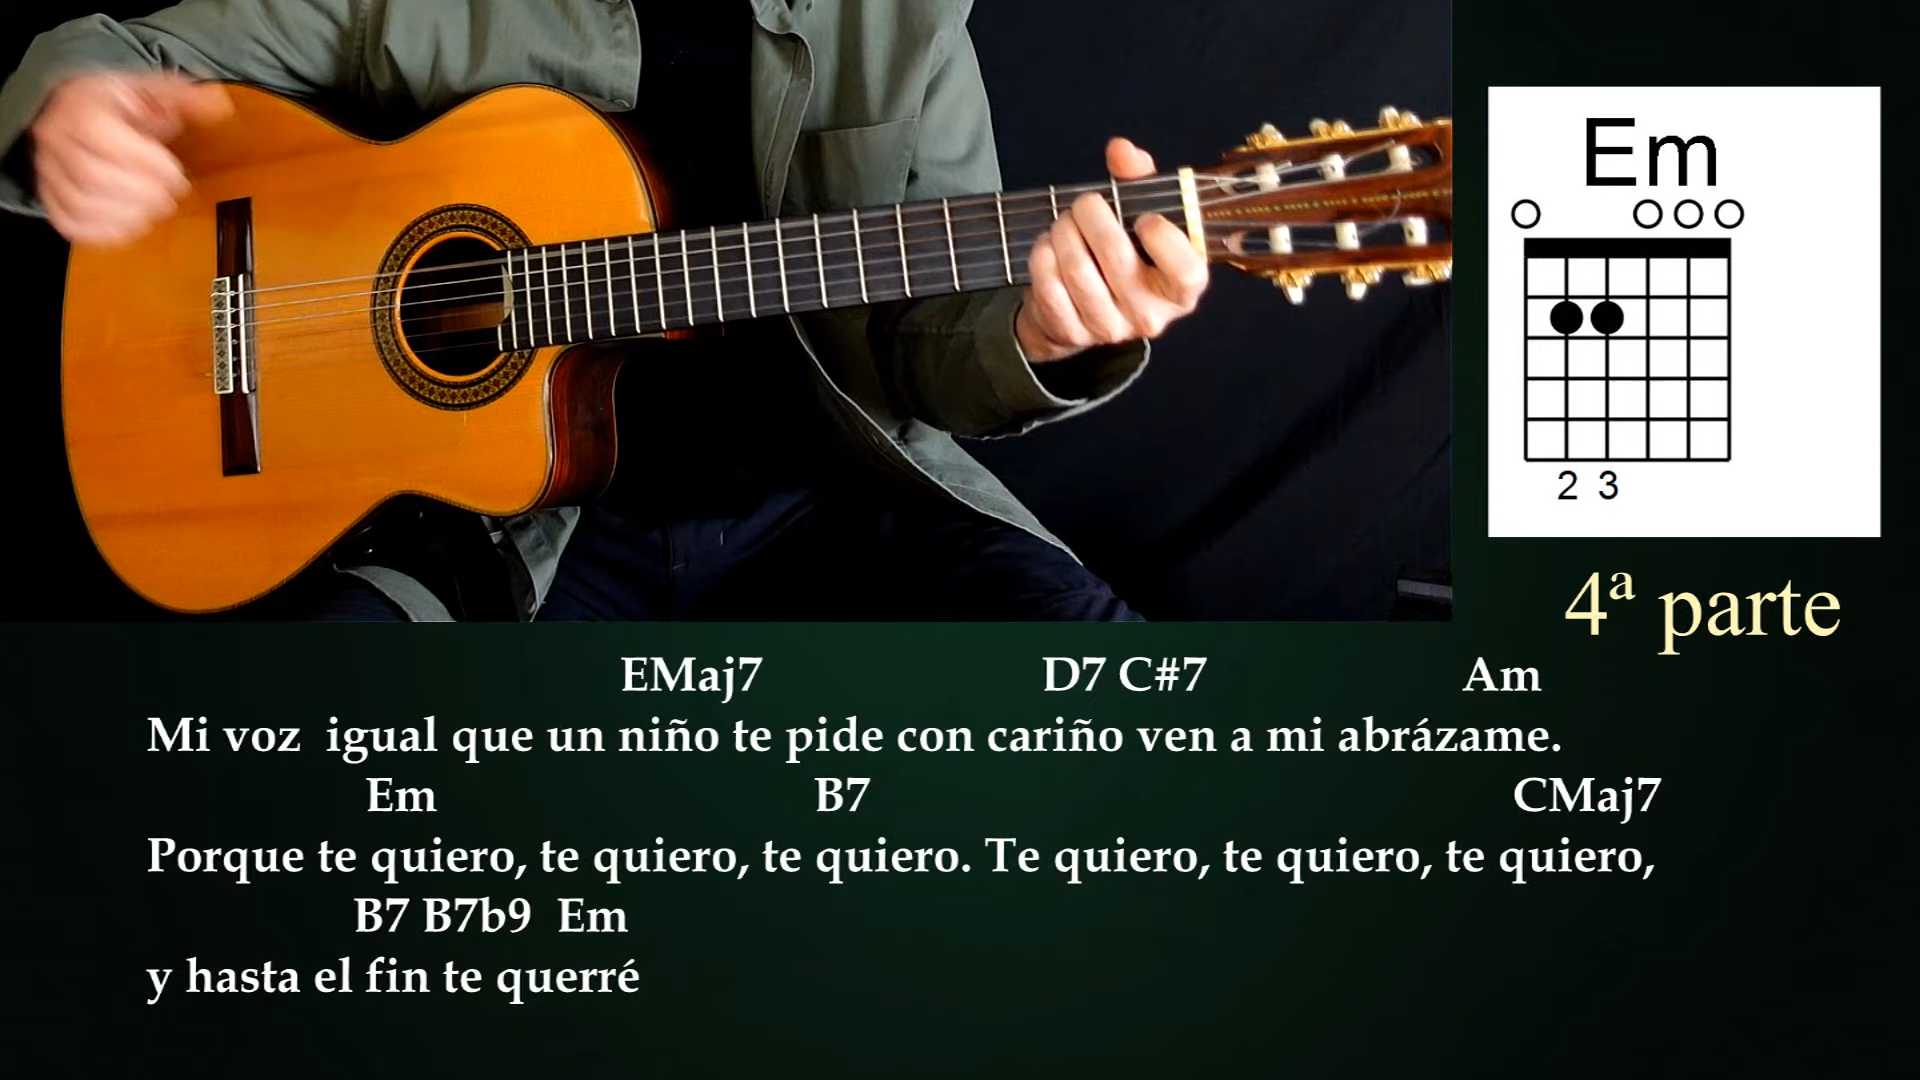 Em
2 3
4ª parte
EMaj7 D7 C#7 Am
Mi voz igual que un niño te pide con cariño ven a mi abrázame.
Em B7 CMaj7
Porque te quiero, te quiero, te quiero. Te quiero, te quiero, te quiero,
B7 B7b9 Em
y hasta el fin te querré